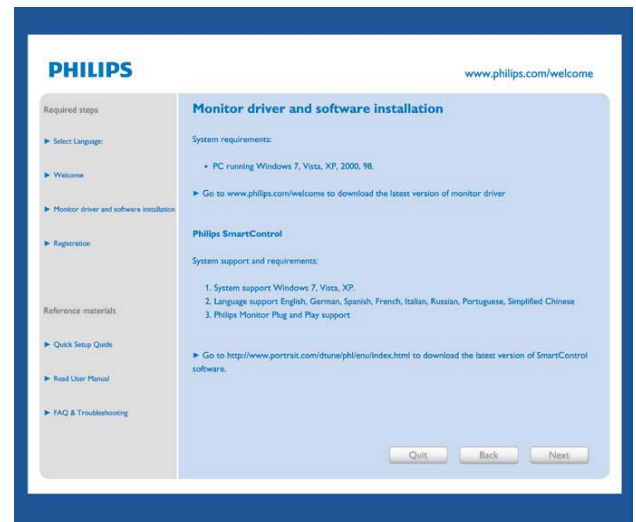 PHILIPS
www.philips.com/welcome
Required steps
► Select Language:
► Welcome
► Monitor driver and software installation
► Registration
Reference materials
► Quick Setup Quide
► Read User Manual
► FAQ & Troubleshooting
Monitor driver and software installation
System requirements:
• PC running Windows 7, Vista, XP, 2000, 98.
► Go to www.philips.com/welcome to download the latest version of monitor driver
Philips SmartControl
System support and requirements:
1. System support Windows 7, Vista, XP.
2. Language support English, German, Spanish, French, Italian, Russian, Portuguese, Simplified Chinese
3. Philips Monitor Plug and Play support
► Go to http://www.portrait.com/dtune/phl/enu/index.html to download the latest version of SmartControl
software.
Quit Back Next